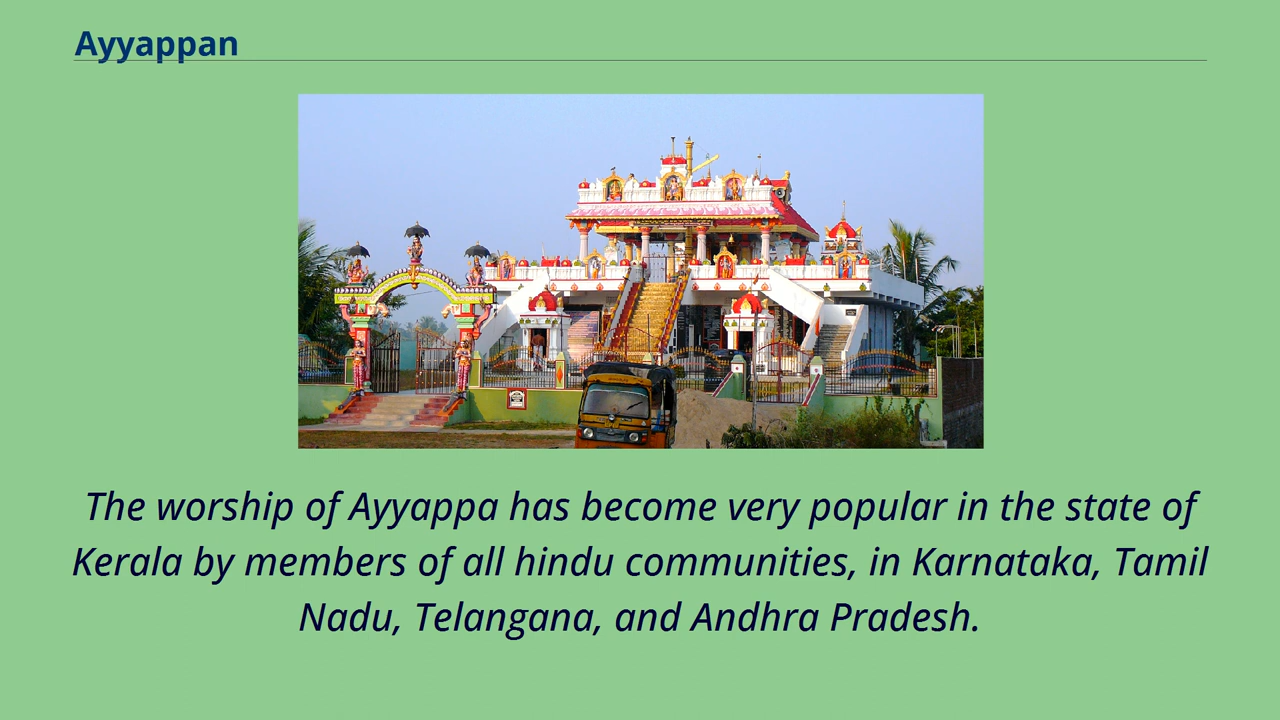 Ayyappan
The worship of Ayyappa has become very popular in the state of
Kerala by members of all hindu communities, in Karnataka, Tamil
Nadu, Telangana, and Andhra Pradesh.